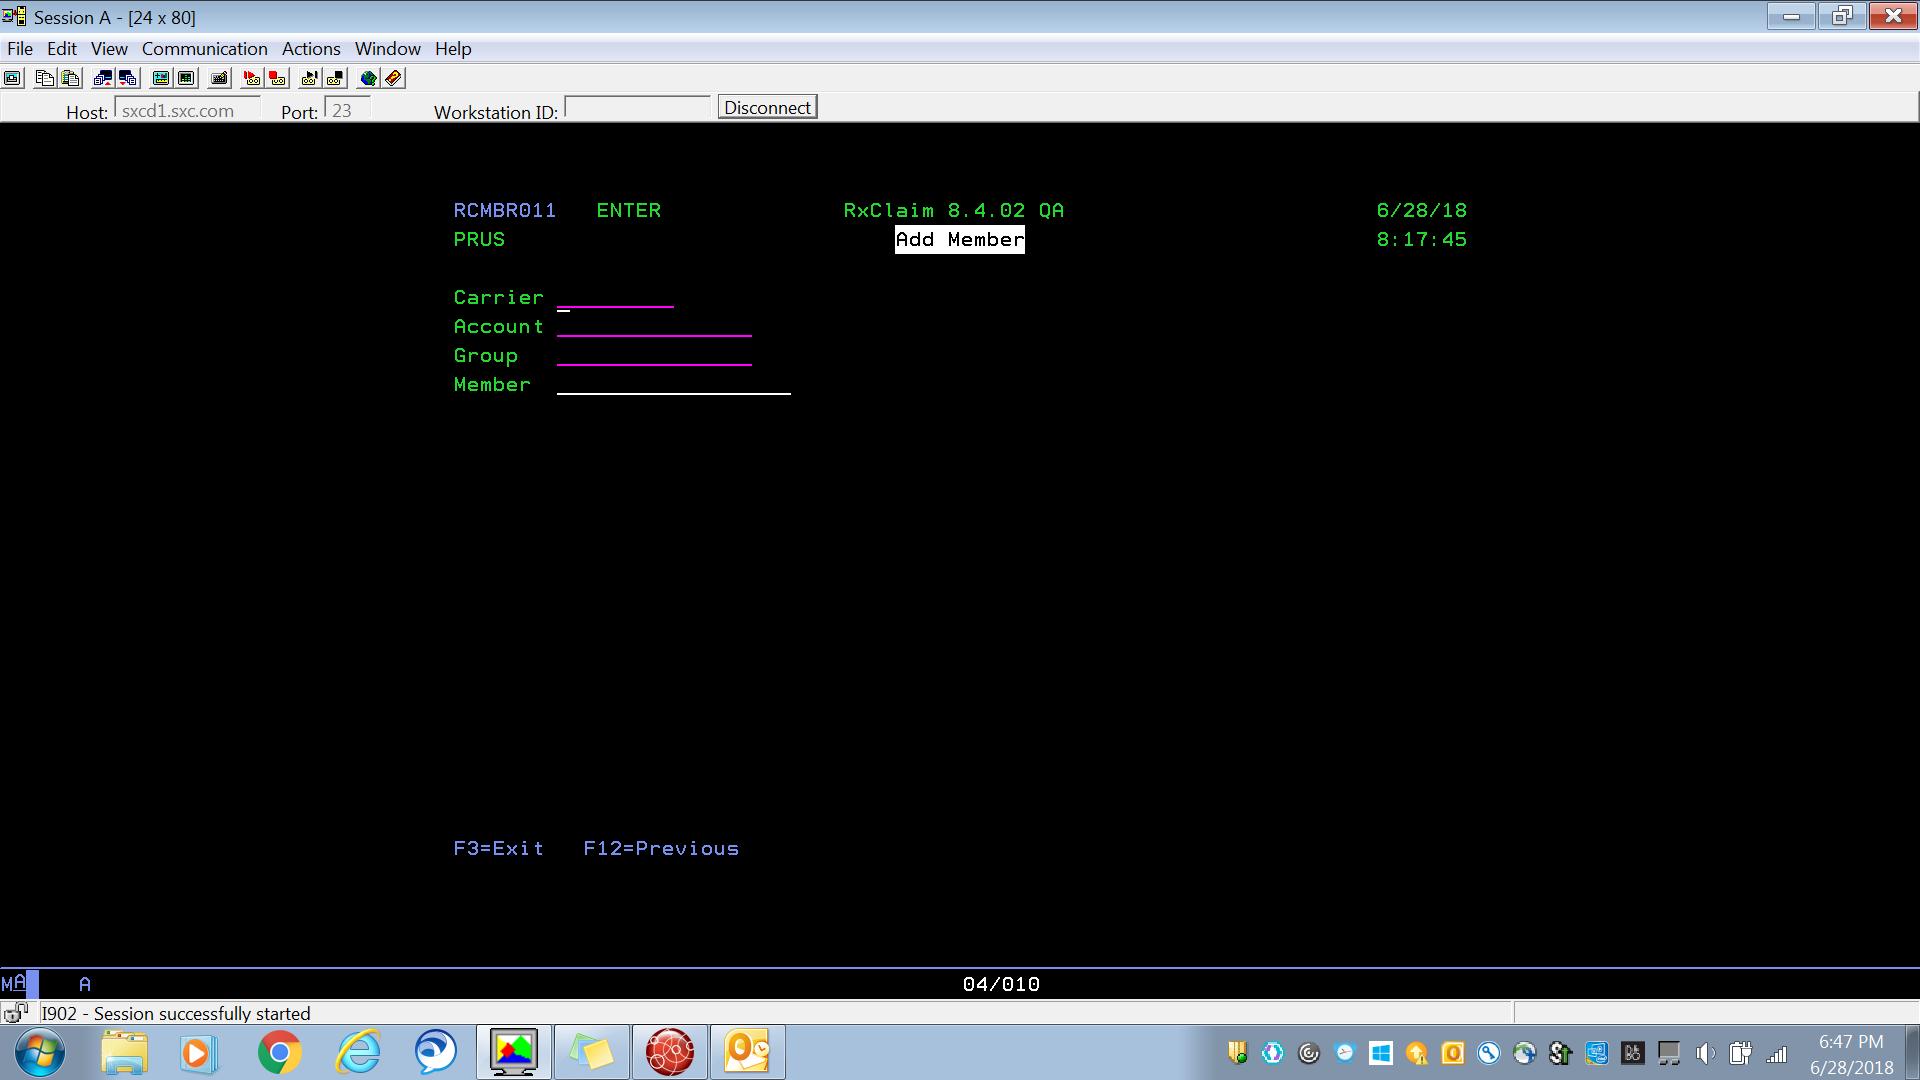 Session A - [24 x 80]
File Edit View Communication Actions Window Help
Host: sxcd1.sxc.com Port: 23 Workstation ID: Disconnect
RCMBR011 ENTER RxClaim 8.4.02 QA 6/28/18
PRUS Add Member 8:17:45
Carrier
Account
Group
Member
F3=Exit F12=Previous
MA A 04/010
I902 - Session successfully started
6:47 PM
6/28/2018